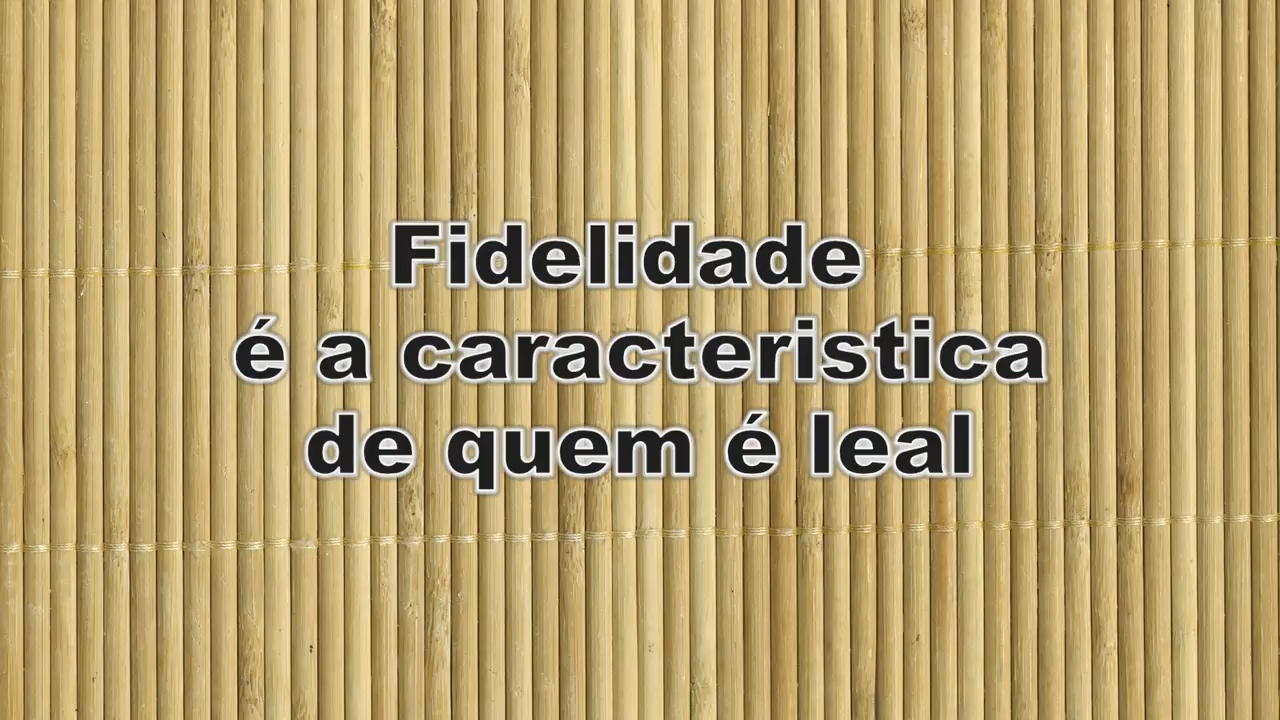 Fidelidade
é a caracteristica
de quem é leal